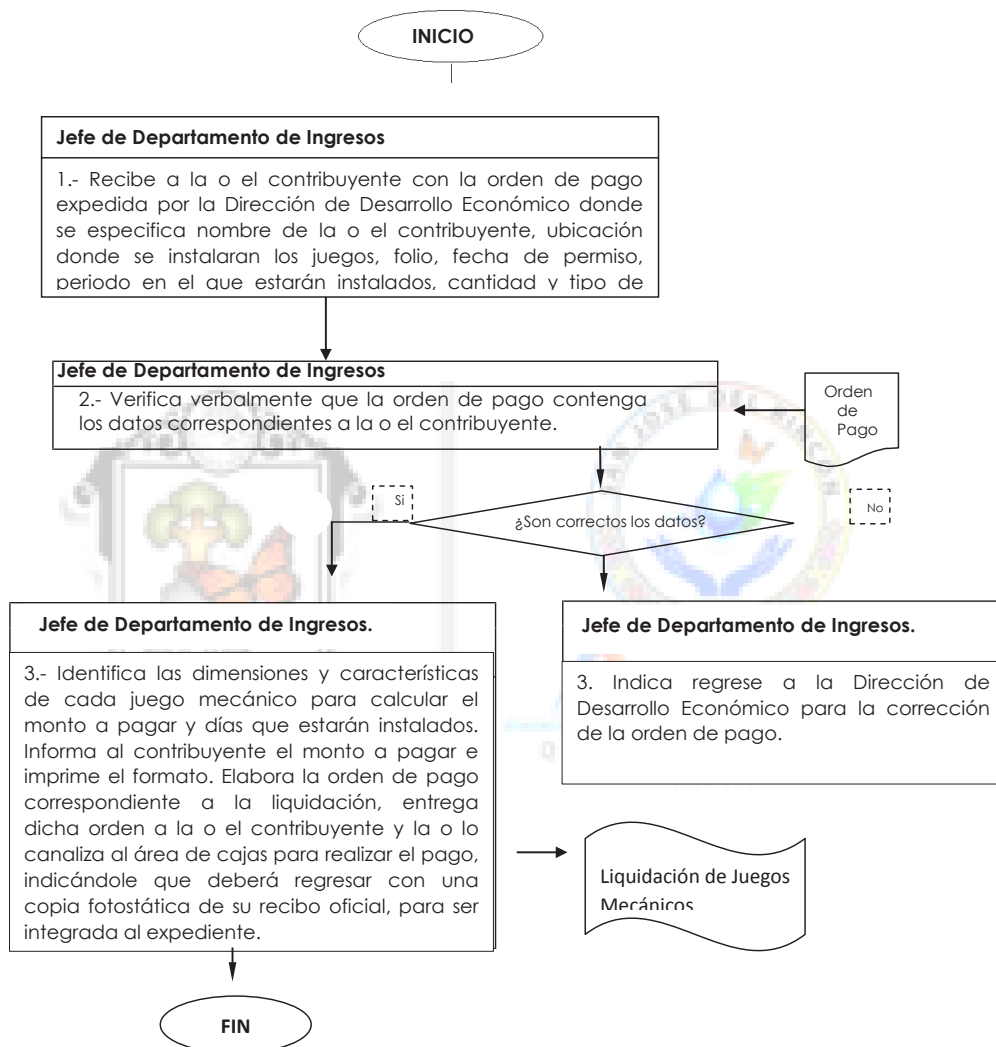 INICIO
Jefe de Departamento de Ingresos
1.- Recibe a la o el contribuyente con la orden de pago
expedida por la Dirección de Desarrollo Económico donde
se especifica nombre de la o el contribuyente, ubicación
donde se instalaran los juegos, folio, fecha de permiso,
periodo en el que estarán instalados, cantidad y tipo de
Jefe de Departamento de Ingresos
2.- Verifica verbalmente que la orden de pago contenga
los datos correspondientes a la o el contribuyente.
Orden
de
Pago
Si
¿Son correctos los datos?
No
Jefe de Departamento de Ingresos.
3.- Identifica las dimensiones y características
de cada juego mecánico para calcular el
monto a pagar y días que estarán instalados.
Informa al contribuyente el monto a pagar e
imprime el formato. Elabora la orden de pago
correspondiente a la liquidación, entrega
dicha orden a la o el contribuyente y la o lo
canaliza al área de cajas para realizar el pago,
indicándole que deberá regresar con una
copia fotostática de su recibo oficial, para ser
integrada al expediente.
Jefe de Departamento de Ingresos.
3. Indica regrese a la Dirección de
Desarrollo Económico para la corrección
de la orden de pago.
Liquidación de Juegos
Mecánicos
FIN